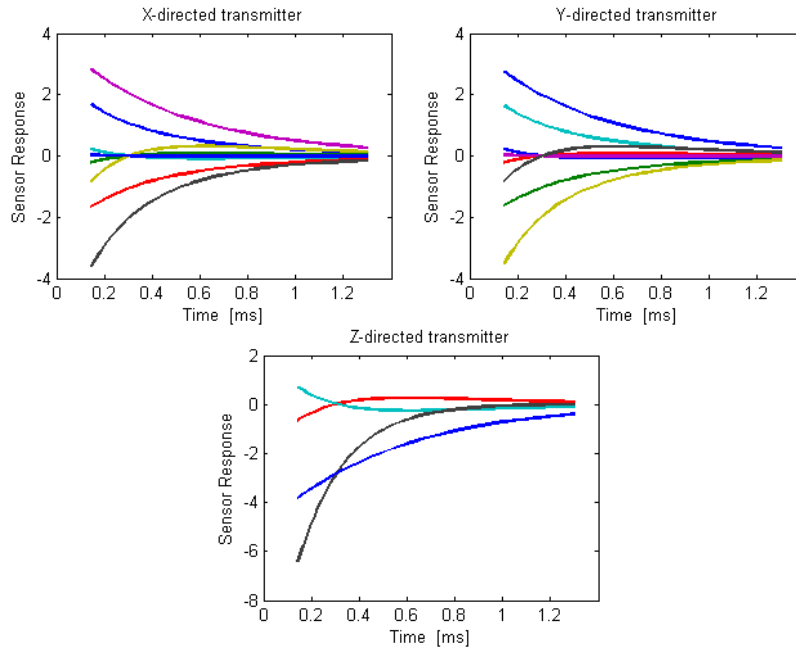 X-directed transmitter
4
2
0
-2
-4
Sensor Response
0 0.2 0.4 0.6 0.8 1 1.2
Time [ms]
Y-directed transmitter
4
2
0
-2
-4
Sensor Response
0 0.2 0.4 0.6 0.8 1 1.2
Time [ms]
Z-directed transmitter
2
0
-2
-4
-6
-8
Sensor Response
0 0.2 0.4 0.6 0.8 1 1.2
Time [ms]